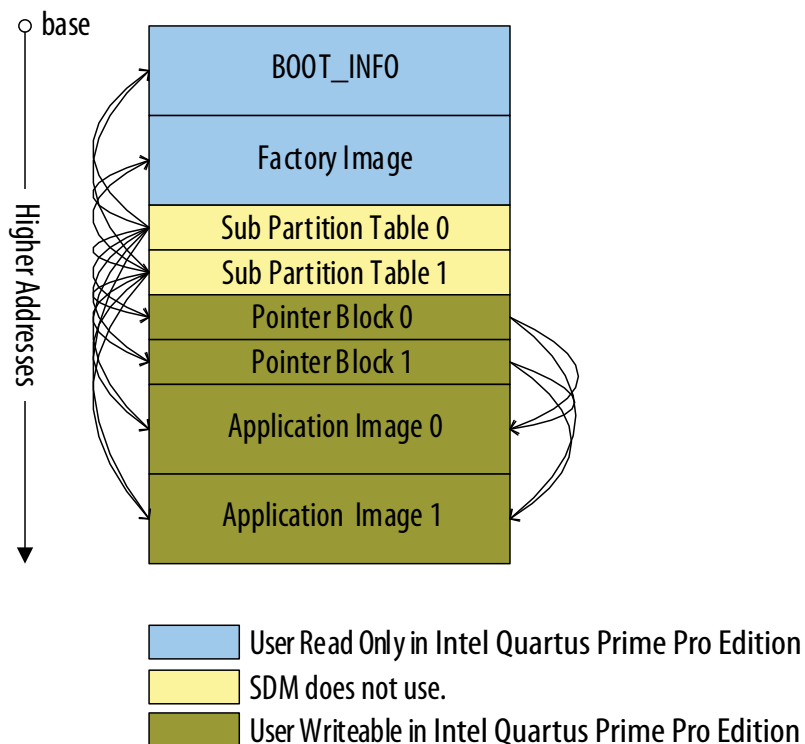 base
BOOT_INFO
Factory Image
Sub Partition Table 0
Sub Partition Table 1
Pointer Block 0
Pointer Block 1
Application Image 0
Application Image 1
Higher Addresses
User Read Only in Intel Quartus Prime Pro Edition
SDM does not use.
User Writeable in Intel Quartus Prime Pro Edition